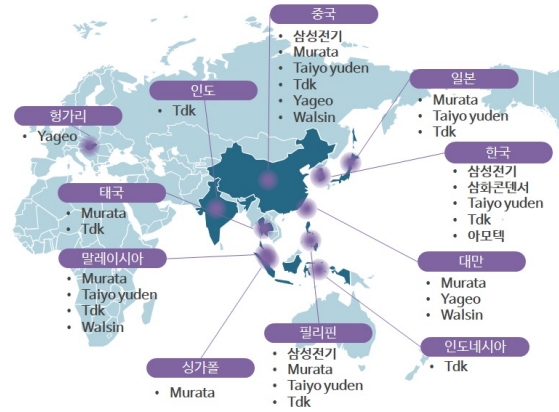 중국
• 삼성전기
• Murata
• Taiyo yuden
• Tdk
• Yageo
• Walsin
인도
• Tdk
일본
• Murata
• Taiyo yuden
• Tdk
헝가리
• Yageo
한국
• 삼성전기
• 삼화콘덴서
• Taiyo yuden
• Tdk
• 아모텍
태국
• Murata
• Tdk
말레이시아
• Murata
• Taiyo yuden
• Tdk
• Walsin
대만
• Murata
• Yageo
• Walsin
싱가폴
• Murata
필리핀
• 삼성전기
• Murata
• Taiyo yuden
• Tdk
인도네시아
• Tdk